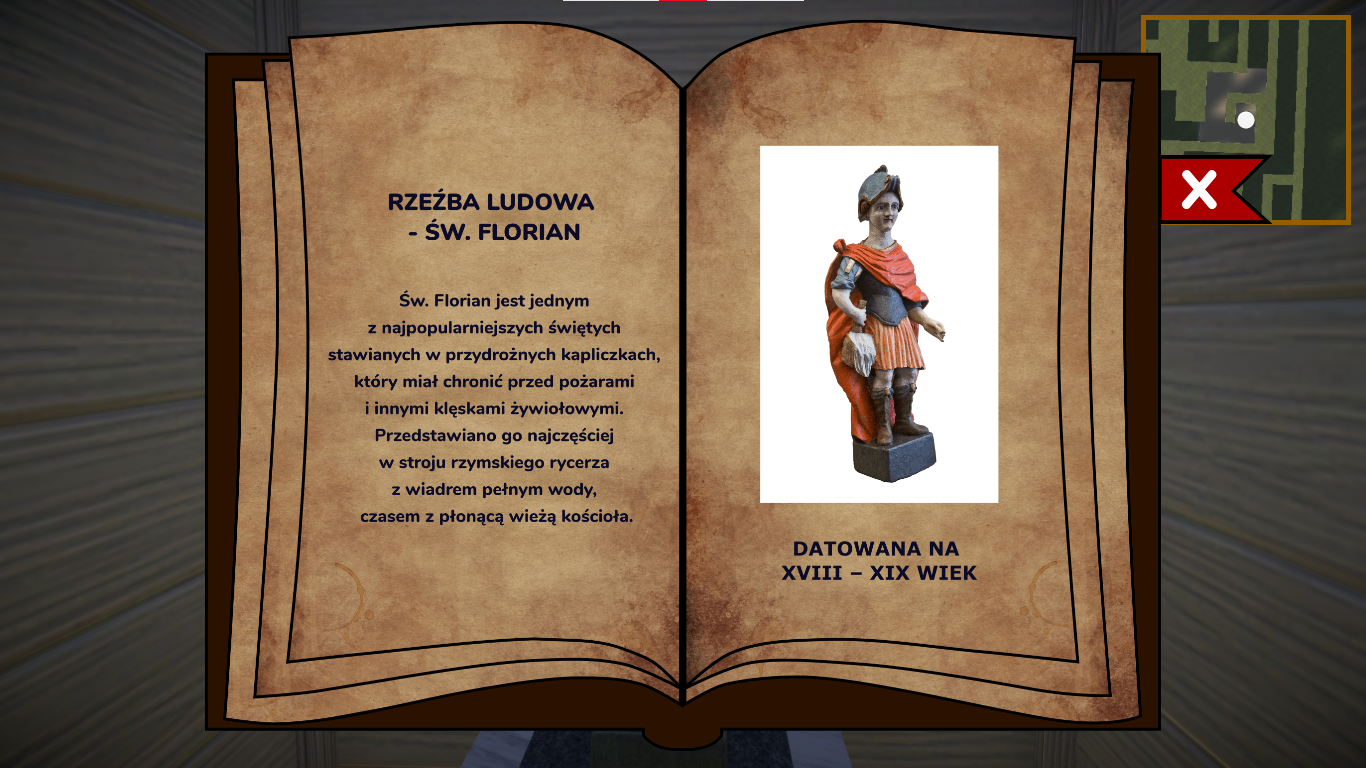 RZEŹBA LUDOWA
- ŚW. FLORIAN
Św. Florian jest jednym
z najpopularniejszych świętych
stawianych w przydrożnych kapliczkach,
który miał chronić przed pożarami
i innymi klęskami żywiołowymi.
Przedstawiano go najczęściej
w stroju rzymskiego rycerza
z wiadrem pełnym wody,
czasem z płonącą wieżą kościoła.
DATOWANA NA
XVIII – XIX WIEK